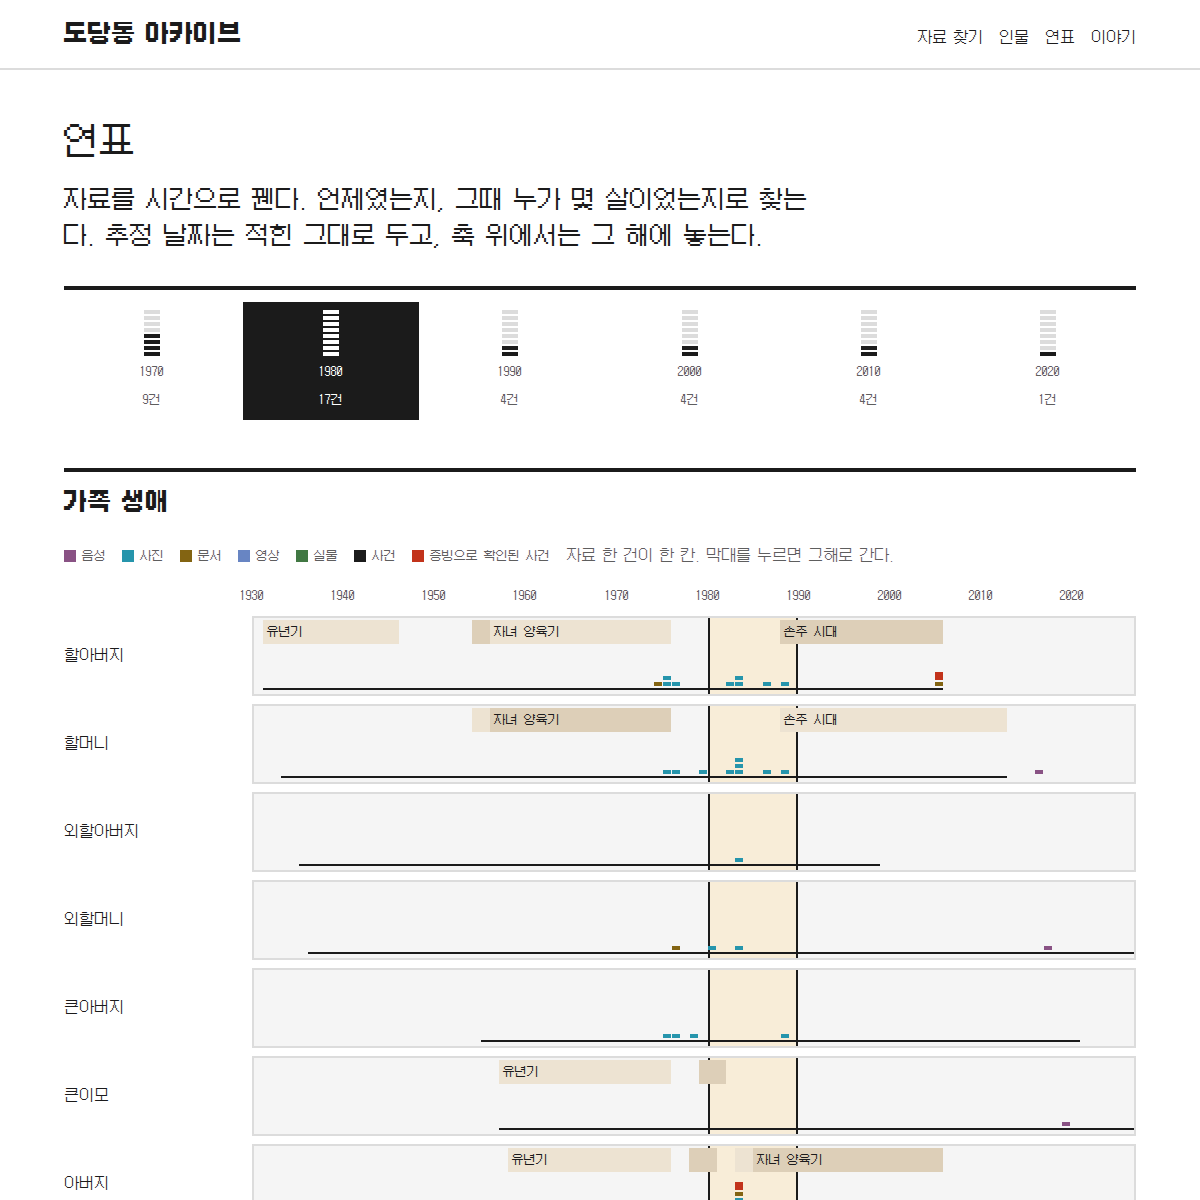 도당동 아카이브
자료 찾기 인물 연표 이야기
연표
자료를 시간으로 꿴다. 언제였는지, 그때 누가 몇 살이었는지로 찾는
다. 추정 날짜는 적힌 그대로 두고, 축 위에서는 그 해에 놓는다.
1970 1980 1990 2000 2010 2020
9건 17건 4건 4건 4건 1건
가족 생애
음성 사진 문서 영상 실물 사건 증빙으로 확인된 사건 자료 한 건이 한 칸. 막대를 누르면 그해로 간다.
1930 1940 1950 1960 1970 1980 1990 2000 2010 2020
할아버지 유년기 자녀 양육기 손주 시대
할머니 자녀 양육기 손주 시대
외할아버지
외할머니
큰아버지
큰이모 유년기
아버지 유년기 자녀 양육기